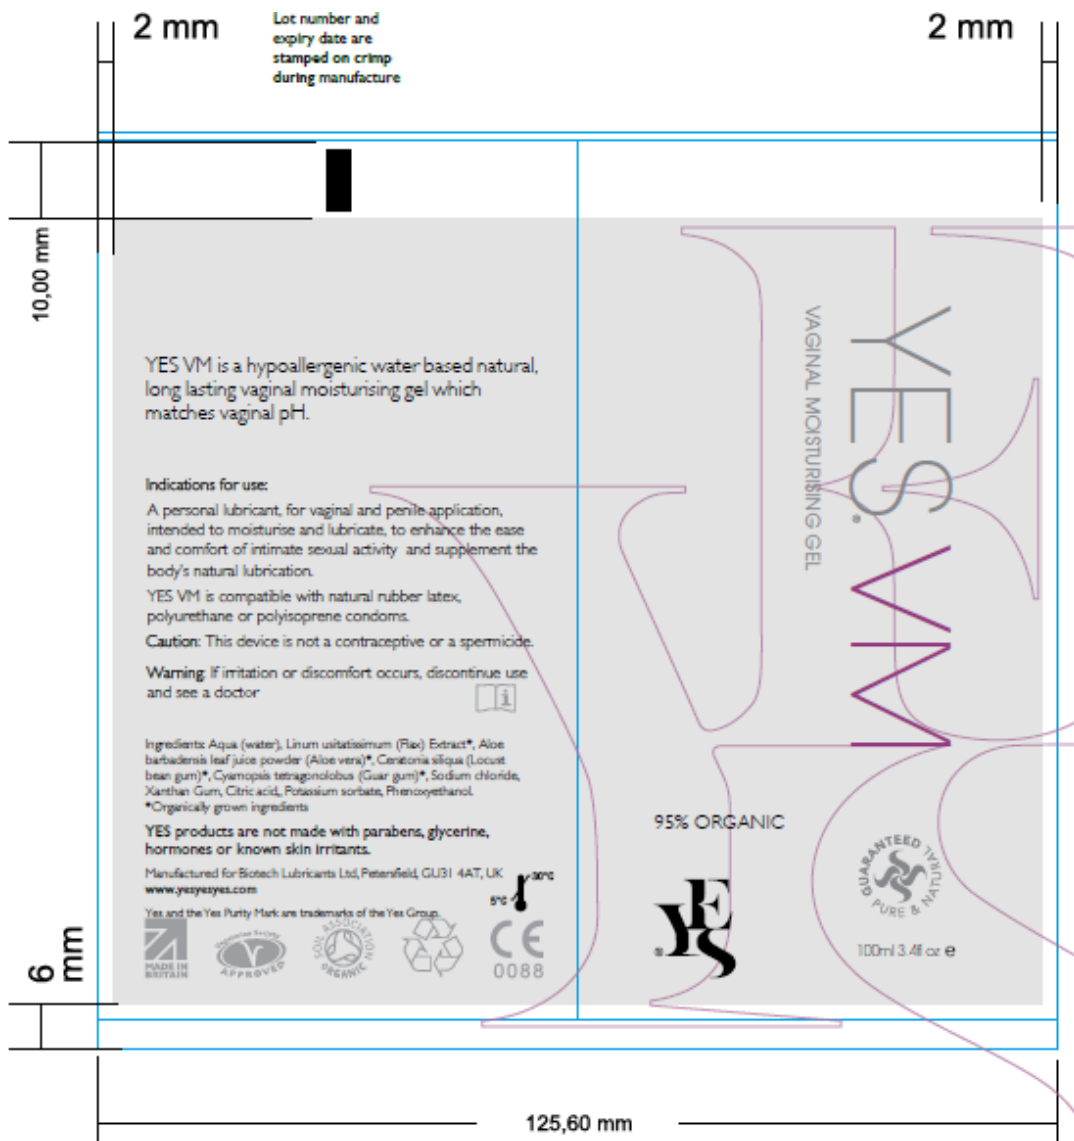 2 mm
Lot number and
expiry date are
stamped on crimp
during manufacture
2 mm
10,00 mm
YES VM is a hypoallergenic water based natural,
long lasting vaginal moisturising gel which
matches vaginal pH.
Indications for use:
A personal lubricant, for vaginal and penile application,
intended to moisturise and lubricate, to enhance the ease
and comfort of intimate sexual activity and supplement the
body's natural lubrication.
YES VM is compatible with natural rubber latex,
polyurethane or polyisoprene condoms.
Caution: This device is not a contraceptive or a spermicide.
Warning: If irritation or discomfort occurs, discontinue use
and see a doctor
i
Ingredients: Aqua (water), Linum usitatissimum (Flax) Extract*, Aloe
barbadensis leaf juice powder (Aloe vera)*, Ceratonia siliqua (Locust
bean gum)*, Cyamopsis tetragonolobus (Guar gum)*, Sodium chloride,
Xanthan Gum, Citric acid,, Potassium sorbate, Phenoxyethanol.
*Organically grown ingredients
YES products are not made with parabens, glycerine,
hormones or known skin irritants.
Manufactured for Biotech Lubricants Ltd, Petersfield, GU31 4AT, UK
www.yesyesyes.com
30°C
5°C
Yes and the Yes Purity Mark are trademarks of the Yes Group.
MADE IN
BRITAIN
Vegetarian Society
APPROVED
SOIL ASSOCIATION
ORGANIC
CE
0088
YES. VM
®
VAGINAL MOISTURISING GEL
95% ORGANIC
YES
®
GUARANTEED
PURE & NATURAL
100ml 3.4fl oz e
6
mm
125,60 mm